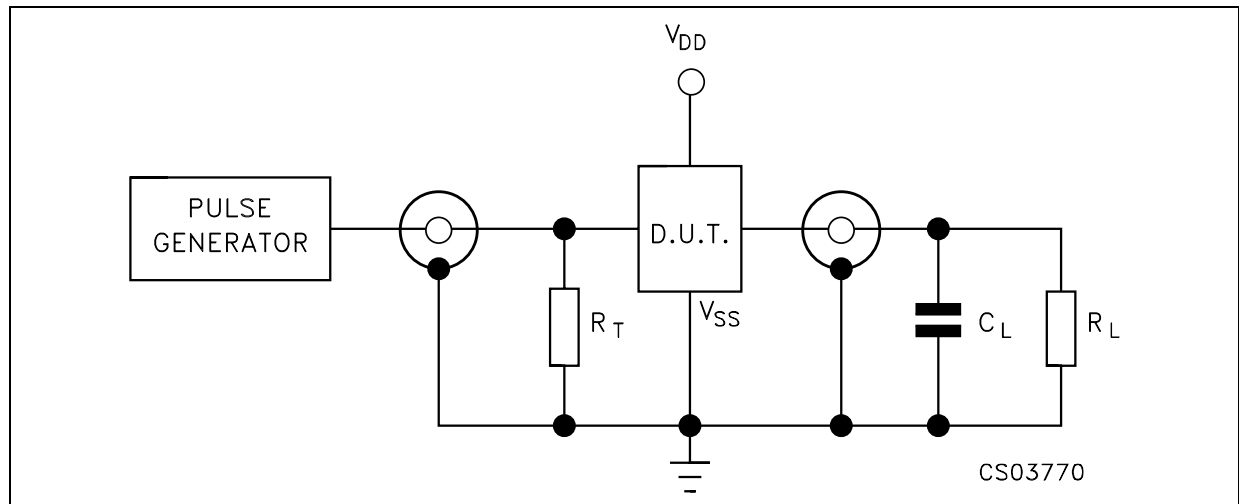 VDD
PULSE
GENERATOR
D.U.T.
VSS
RT
CL
RL
CS03770